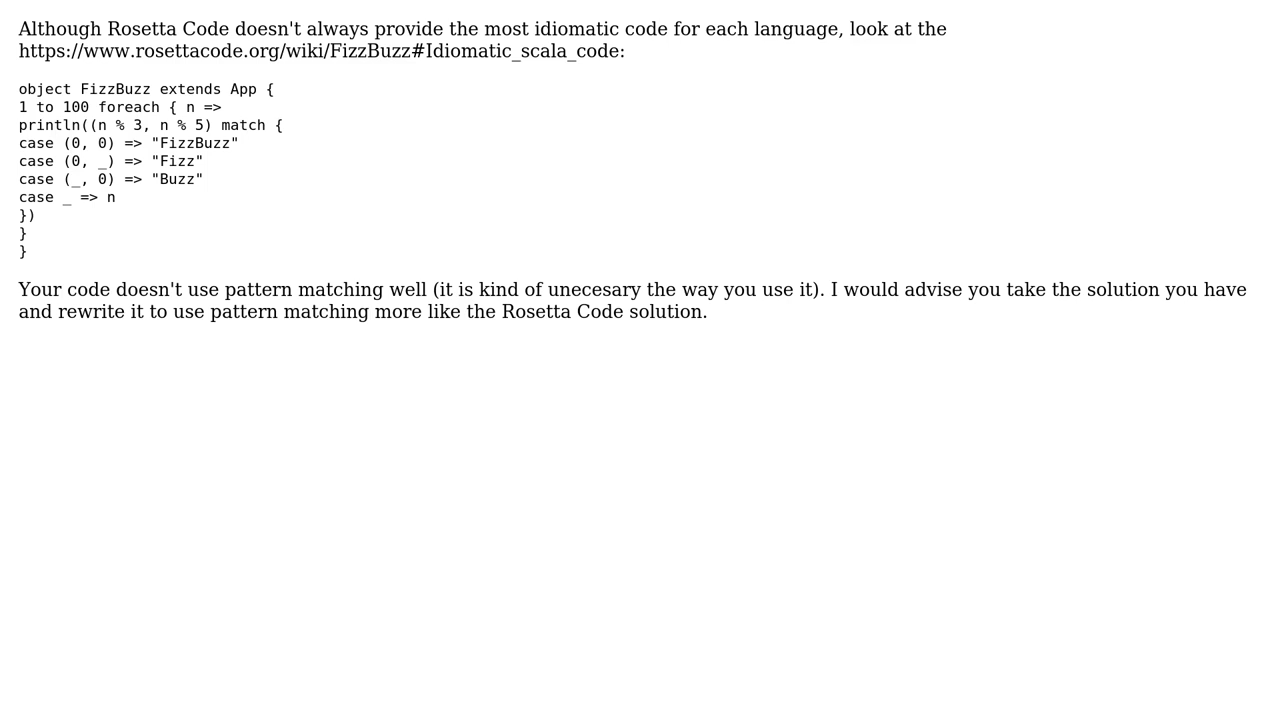 Although Rosetta Code doesn't always provide the most idiomatic code for each language, look at the
https://www.rosettacode.org/wiki/FizzBuzz#Idiomatic_scala_code:
object FizzBuzz extends App {
1 to 100 foreach { n =>
println((n % 3, n % 5) match {
case (0, 0) => "FizzBuzz"
case (0, _) => "Fizz"
case (_, 0) => "Buzz"
case _ => n
})
}
}
Your code doesn't use pattern matching well (it is kind of unecesary the way you use it). I would advise you take the solution you have
and rewrite it to use pattern matching more like the Rosetta Code solution.